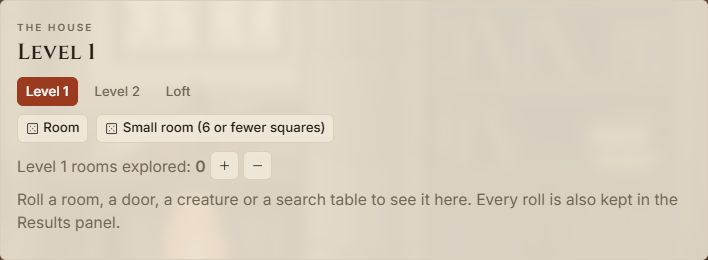 THE HOUSE
LEVEL 1
Level 1 Level 2 Loft
Room Small room (6 or fewer squares)
Level 1 rooms explored: 0 + −
Roll a room, a door, a creature or a search table to see it here. Every roll is also kept in the
Results panel.